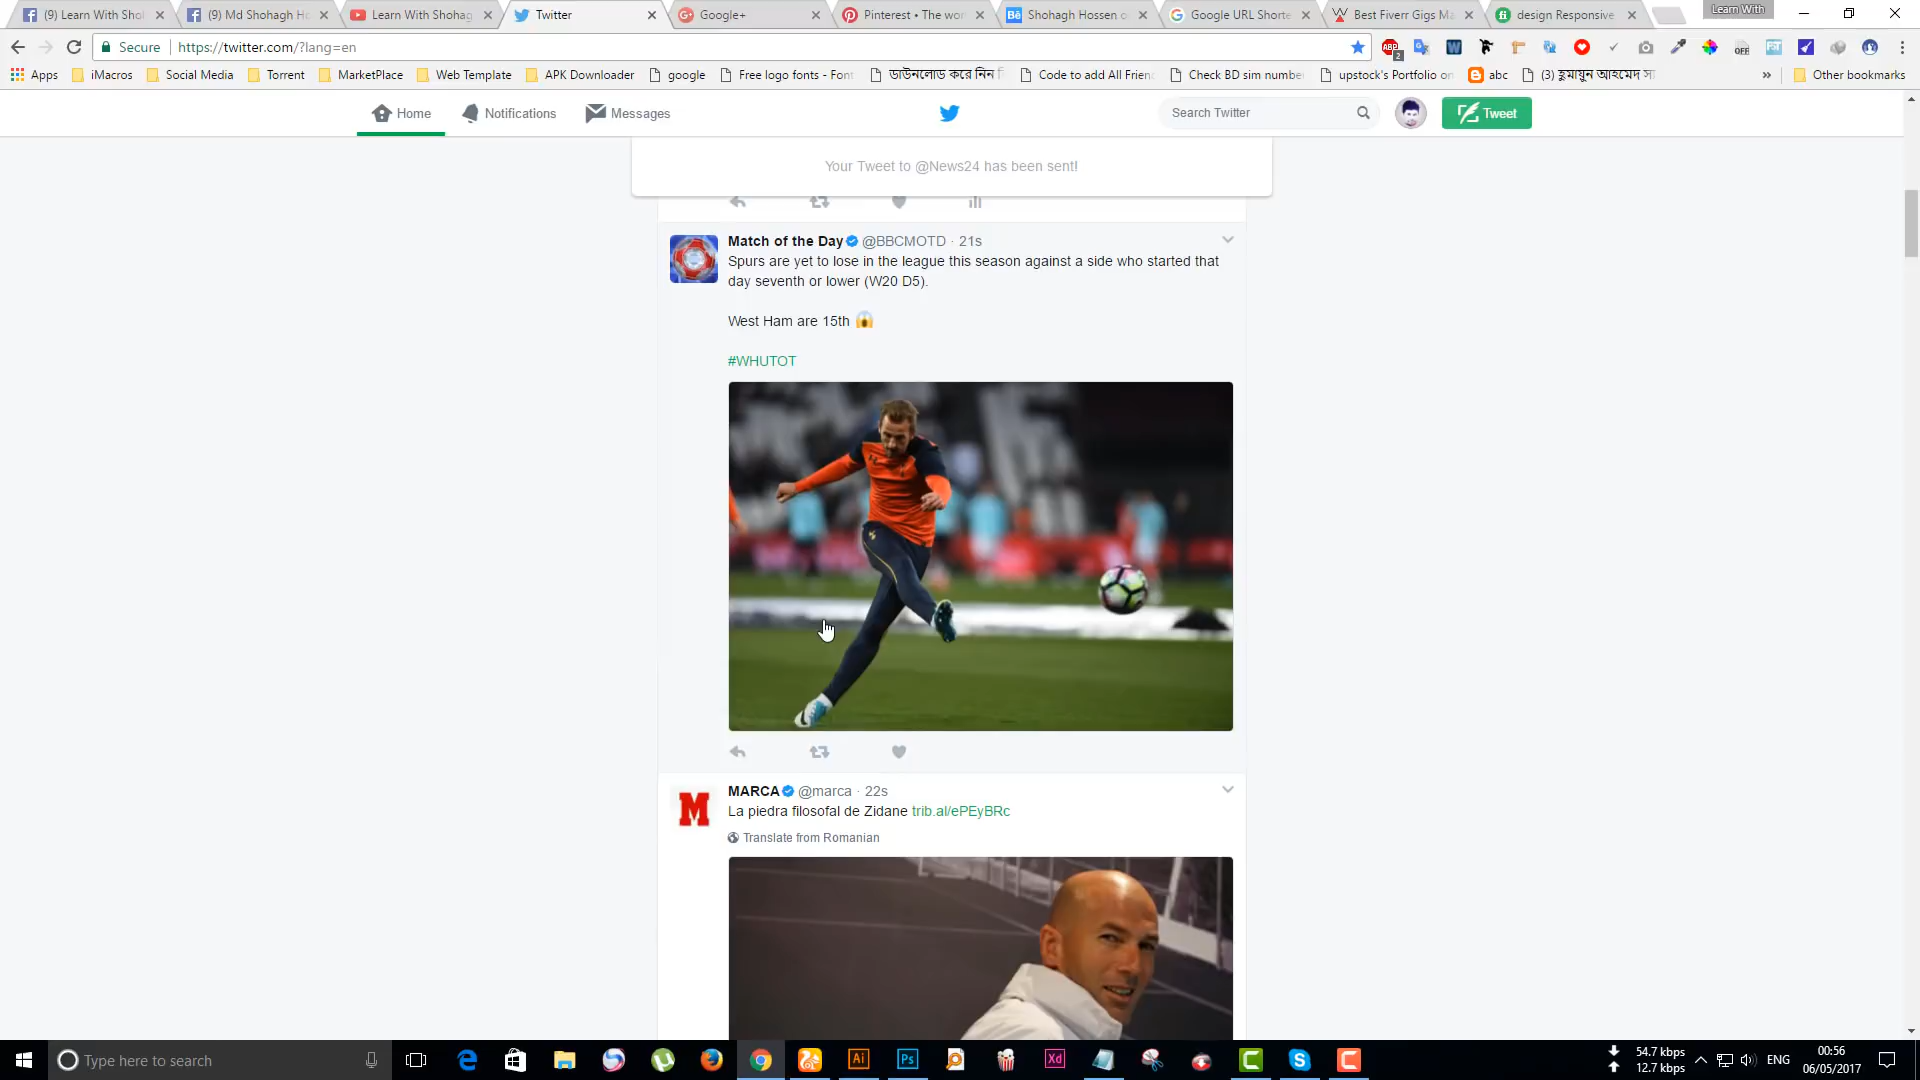 (9) Learn With Sho
(9) Md Shohagh H
Learn With Shohag
Twitter
Google+
Pinterest • The wor
Shohagh Hossen o
Google URL Shorte
Best Fiverr Gigs Ma
design Responsive
Learn With
Secure
https://twitter.com/?lang=en
Apps
iMacros
Social Media
Torrent
MarketPlace
Web Template
APK Downloader
google
Free logo fonts - Font
ডাউনলোড করে নিন
Code to add All Frien
Check BD sim numbe
upstock's Portfolio on
abc
(3) হুমায়ুন আহমেদ স
»
Other bookmarks
Home
Notifications
Messages
Search Twitter
Tweet
Your Tweet to @News24 has been sent!
Match of the Day @BBCMOTD · 21s
Spurs are yet to lose in the league this season against a side who started that
day seventh or lower (W20 D5).
West Ham are 15th 😱
#WHUTOT
MARCA @marca · 22s
La piedra filosofal de Zidane trib.al/ePEyBRc
Translate from Romanian
Type here to search
54.7 kbps
12.7 kbps
ENG
00:56
06/05/2017